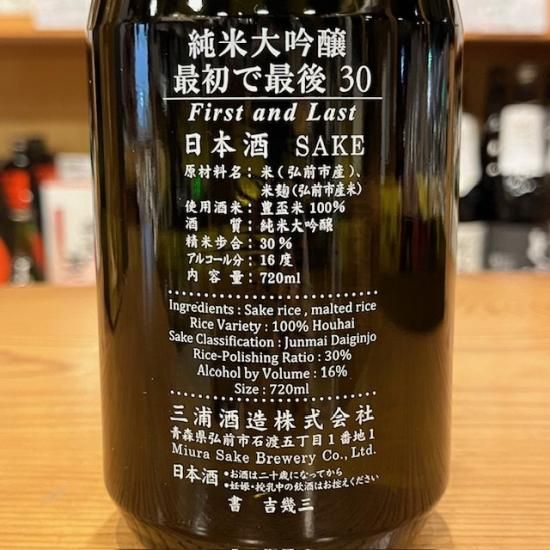 純米大吟醸
最初で最後 30
First and Last
日本酒 SAKE
原材料名：米（弘前市産）、
米麹（弘前市産米）
使用酒米：豊盃米100%
酒質：純米大吟醸
精米歩合：30%
アルコール分：16度
内容量：720ml
Ingredients : Sake rice , malted rice
Rice Variety : 100% Houhai
Sake Classification : Junmai Daiginjo
Rice-Polishing Ratio : 30%
Alcohol by Volume : 16%
Size : 720ml
三浦酒造株式会社
青森県弘前市石渡五丁目1番地1
Miura Sake Brewery Co., Ltd.
日本酒 •お酒は二十歳になってから
•妊娠・授乳中の飲酒はお控えください
書 吉幾三